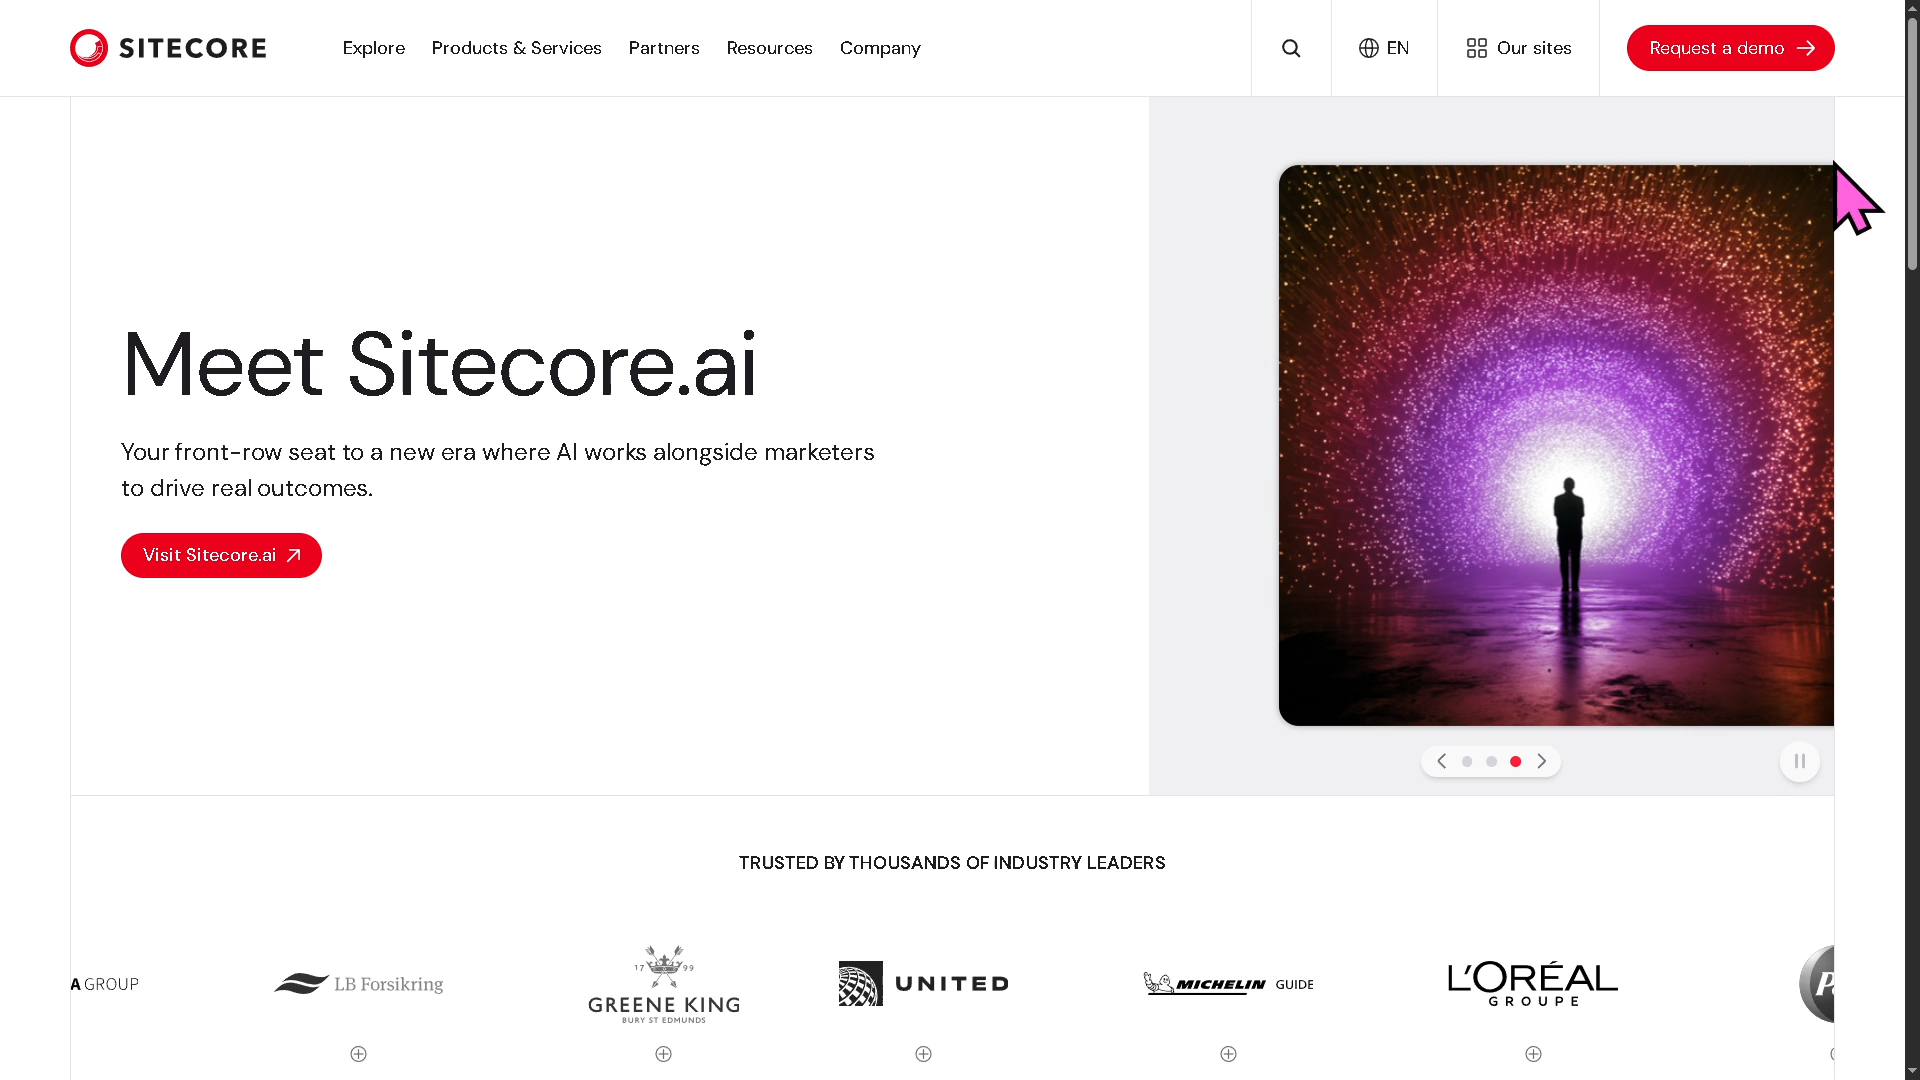 SITECORE
Explore
Products & Services
Partners
Resources
Company
EN
Our sites
Request a demo
Meet Sitecore.ai
Your front-row seat to a new era where AI works alongside marketers
to drive real outcomes.
Visit Sitecore.ai
TRUSTED BY THOUSANDS OF INDUSTRY LEADERS
A GROUP
LB Forsikring
17 99
GREENE KING
BURY ST EDMUNDS
UNITED
MICHELIN GUIDE
L'ORÉAL
GROUPE